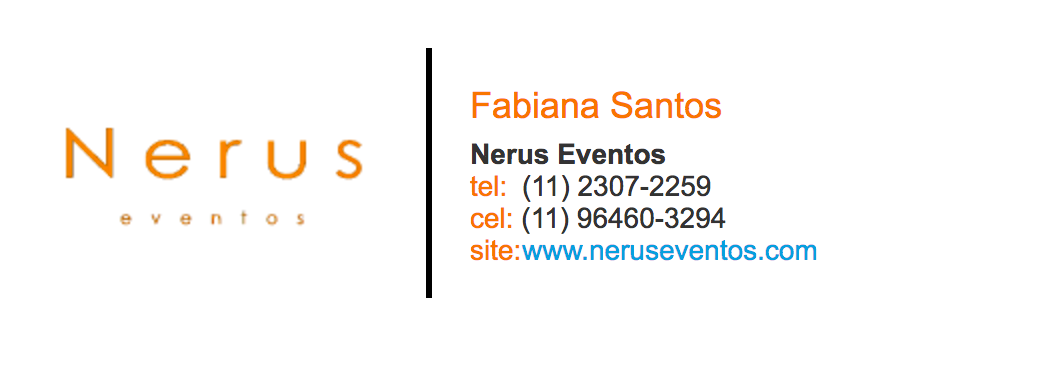 Nerus
eventos
Fabiana Santos
Nerus Eventos
tel: (11) 2307-2259
cel: (11) 96460-3294
site:www.neruseventos.com